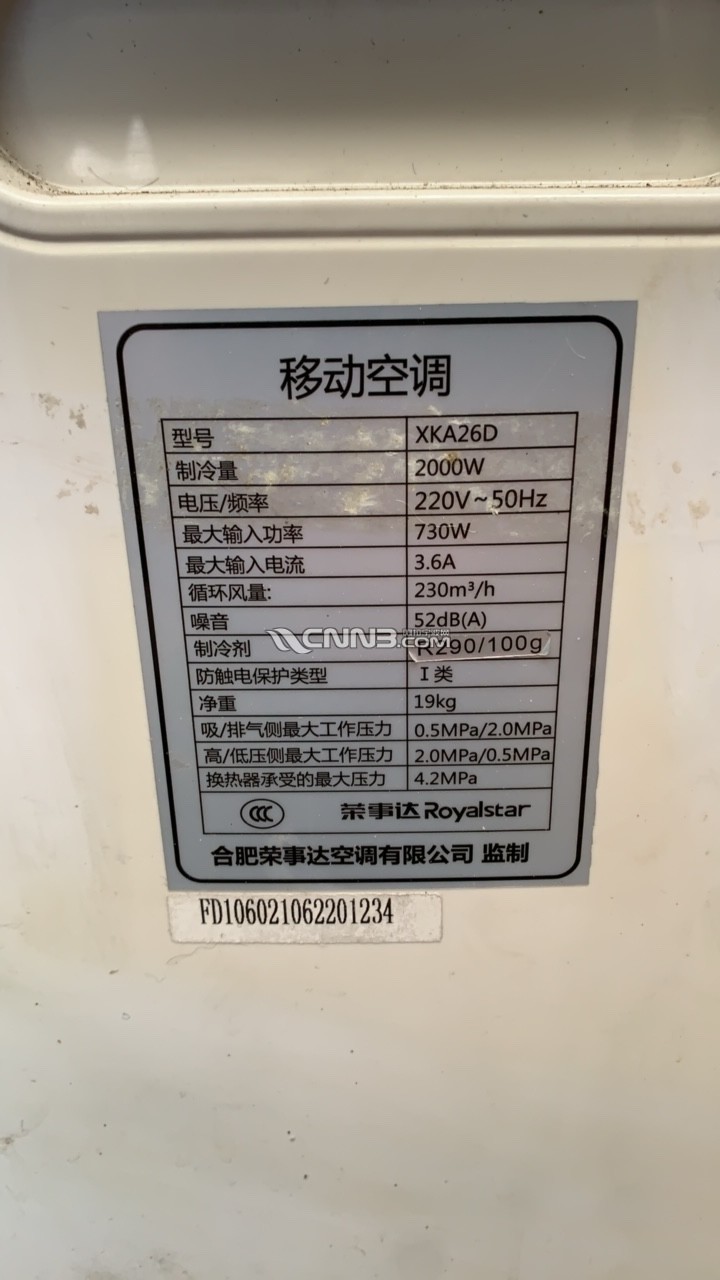 移动空调
型号 XKA26D
制冷量 2000W
电压/频率 220V~50Hz
最大输入功率 730W
最大输入电流 3.6A
循环风量: 230m³/h
噪音 52dB(A)
CNNB.COM
制冷剂 R290/100g
防触电保护类型 I类
净重 19kg
吸/排气侧最大工作压力 0.5MPa/2.0MPa
高/低压侧最大工作压力 2.0MPa/0.5MPa
换热器承受的最大压力 4.2MPa
CCC 荣事达 Royalstar
合肥荣事达空调有限公司 监制
FD106021062201234